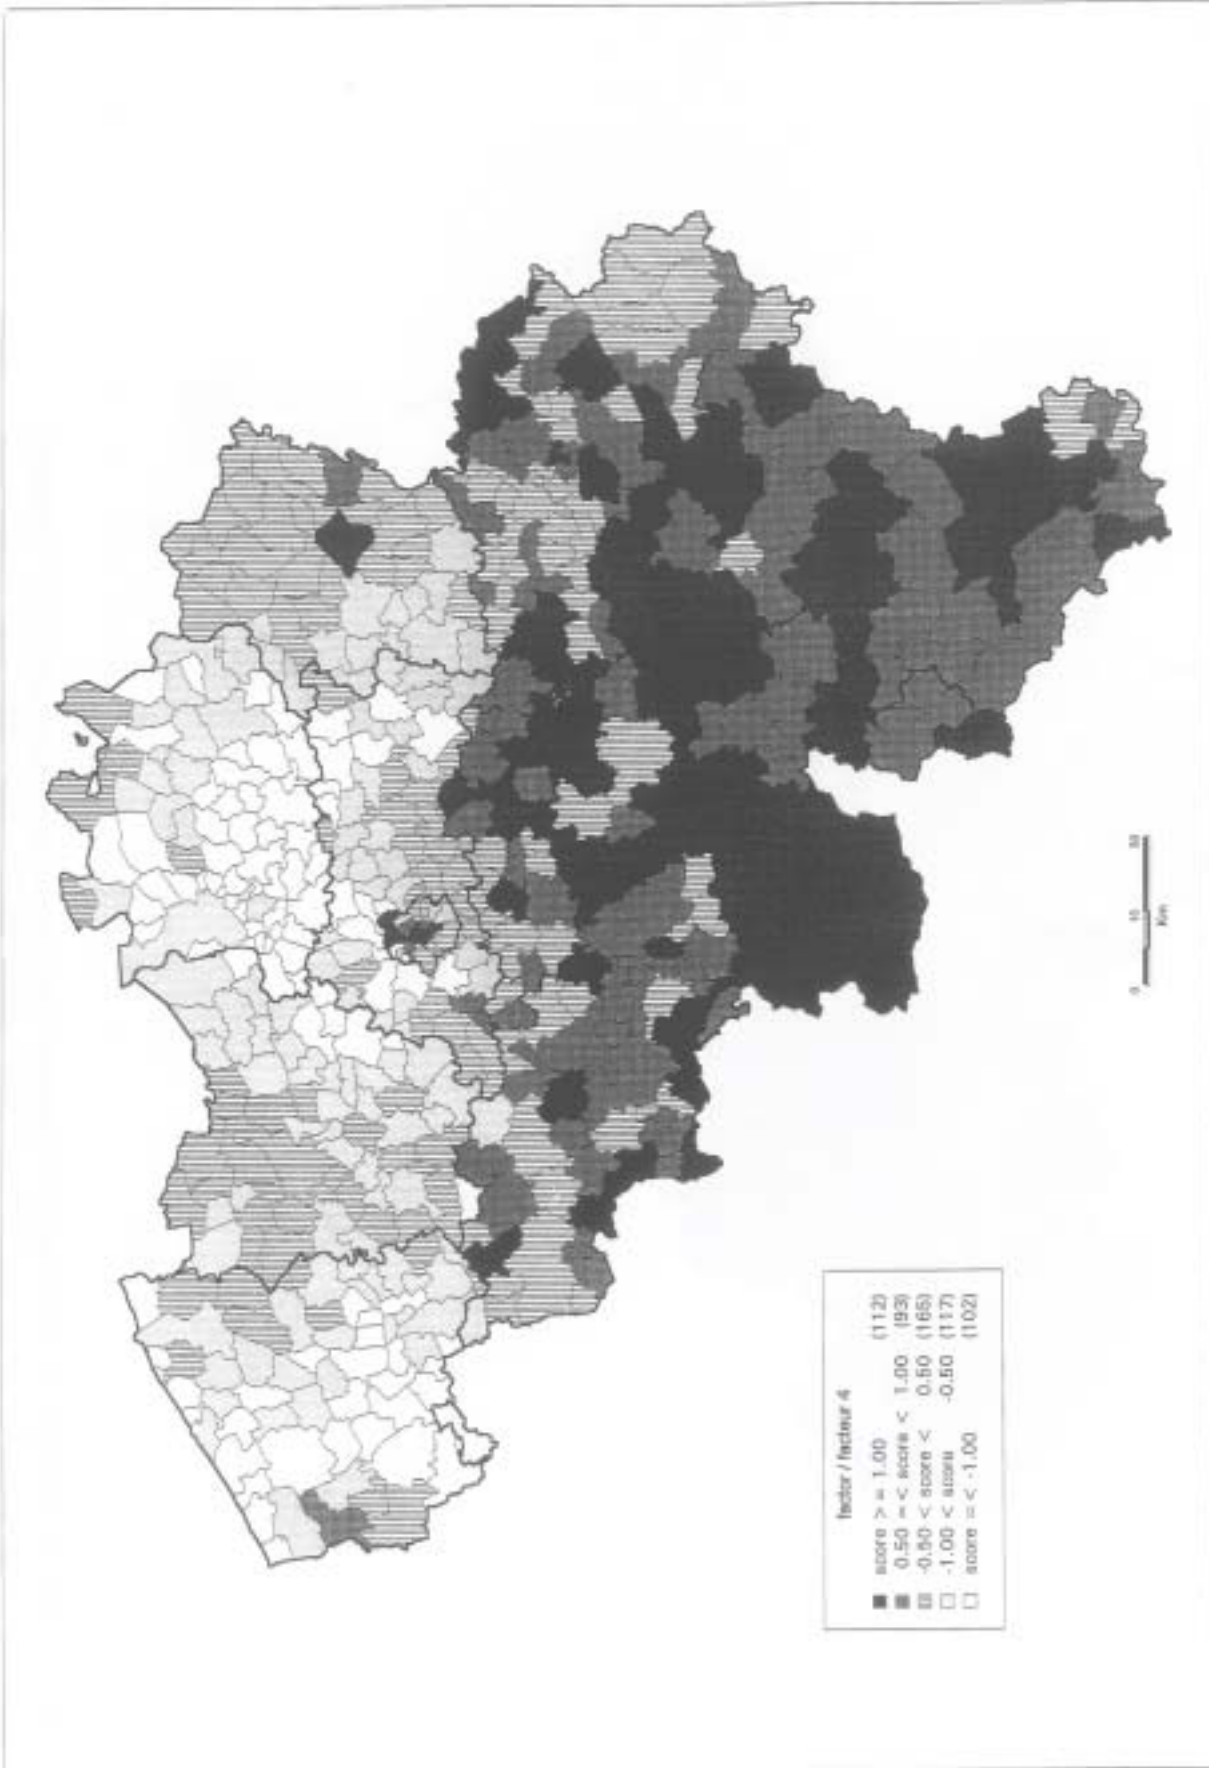 factor / facteur 4
score > = 1.00 (112)
0.50 = < score < 1.00 (93)
-0.50 < score < 0.50 (165)
-1.00 < score -0.50 (117)
score = < -1.00 (102)
0 10
Km